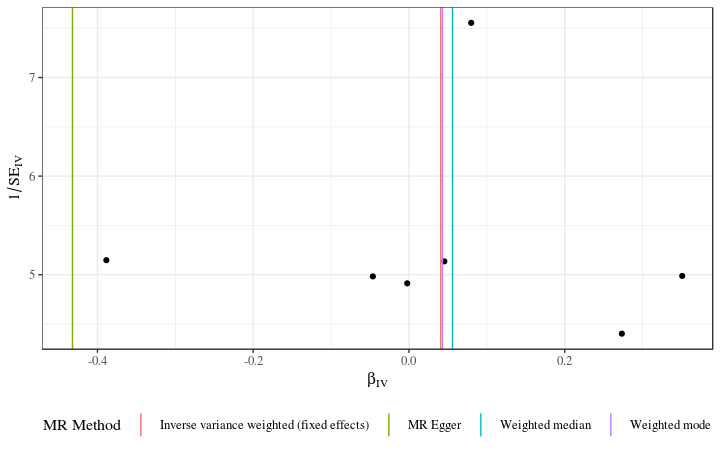 7
6
5
1/SE_IV
-0.4
-0.2
0.0
0.2
β_IV
MR Method Inverse variance weighted (fixed effects) MR Egger Weighted median Weighted mode